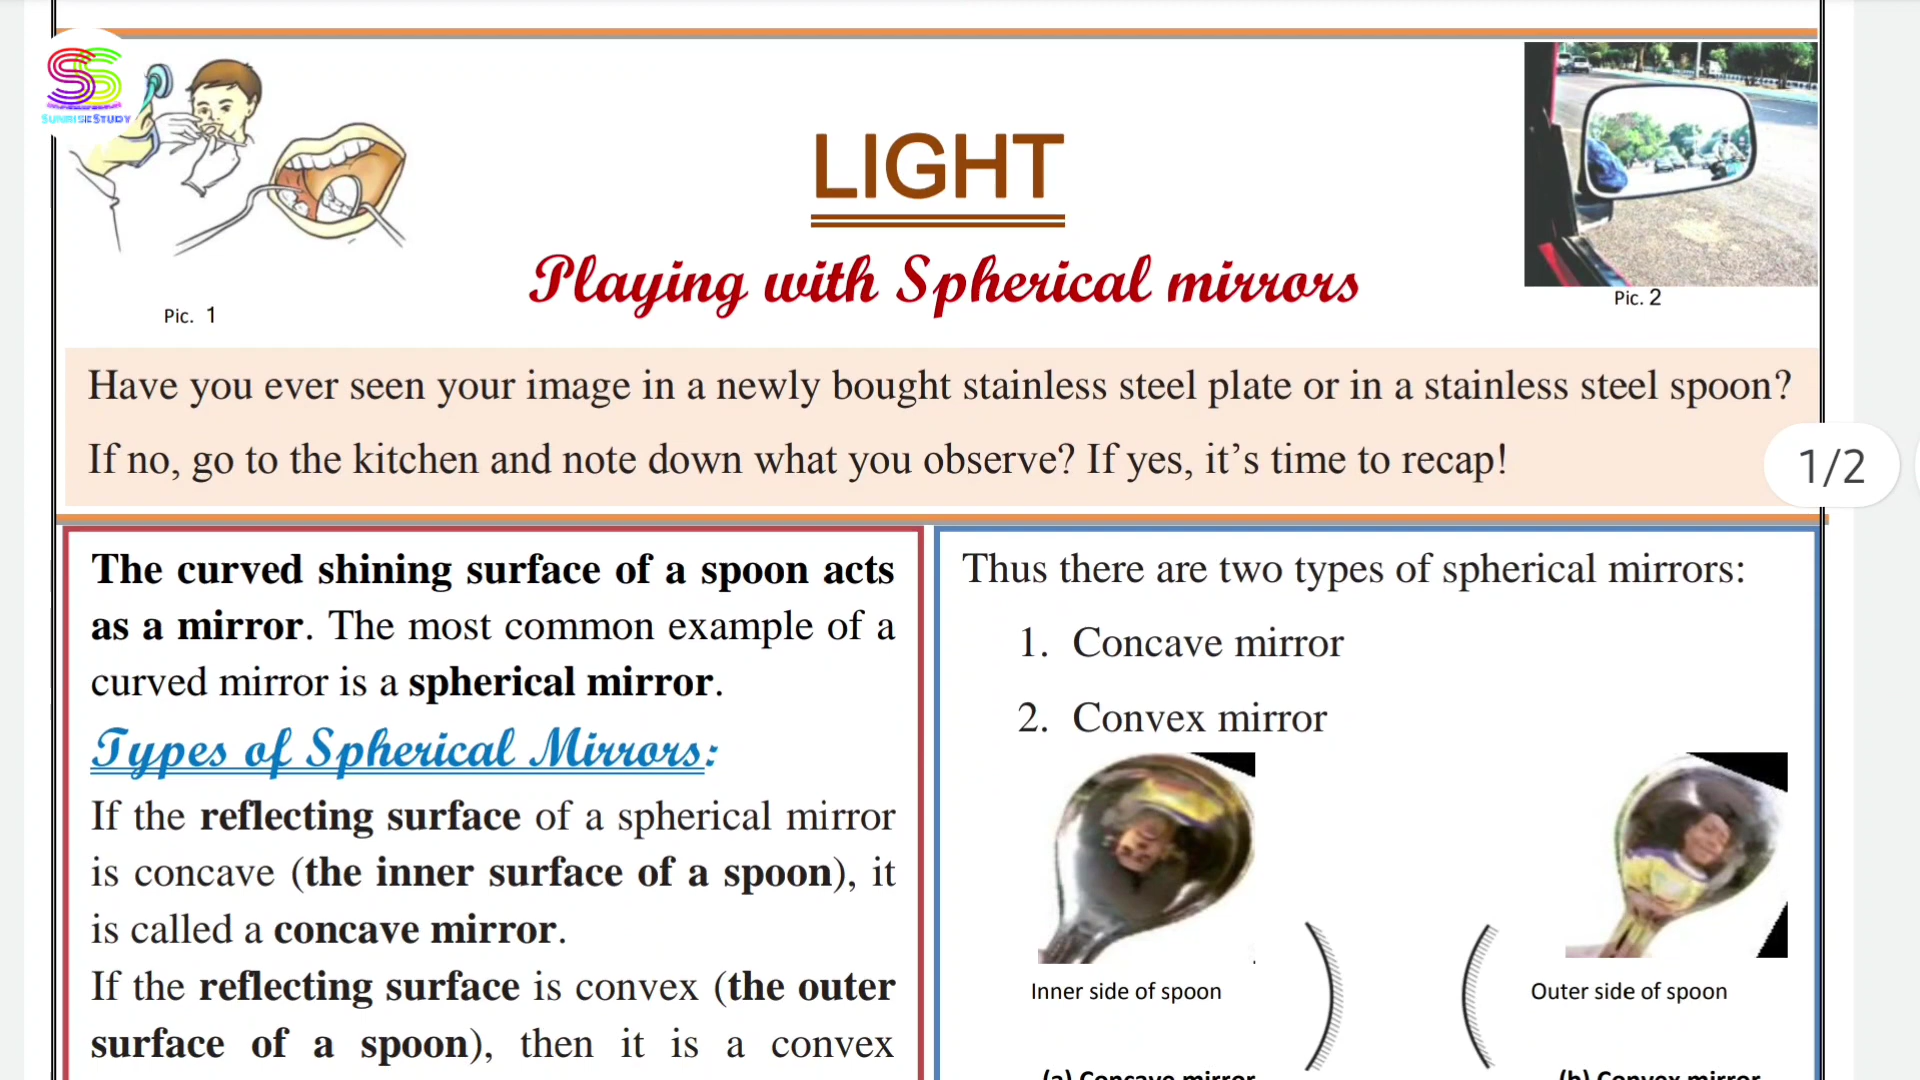 SS
SUNRISESTUDY
LIGHT
Playing with Spherical mirrors
Pic. 1
Pic. 2
Have you ever seen your image in a newly bought stainless steel plate or in a stainless steel spoon?
If no, go to the kitchen and note down what you observe? If yes, it’s time to recap!
1/2
The curved shining surface of a spoon acts
as a mirror. The most common example of a
curved mirror is a spherical mirror.
Types of Spherical Mirrors:
If the reflecting surface of a spherical mirror
is concave (the inner surface of a spoon), it
is called a concave mirror.
If the reflecting surface is convex (the outer
surface of a spoon), then it is a convex
Thus there are two types of spherical mirrors:
1. Concave mirror
2. Convex mirror
Inner side of spoon
Outer side of spoon
(a) Concave mirror
(b) Convex mirror